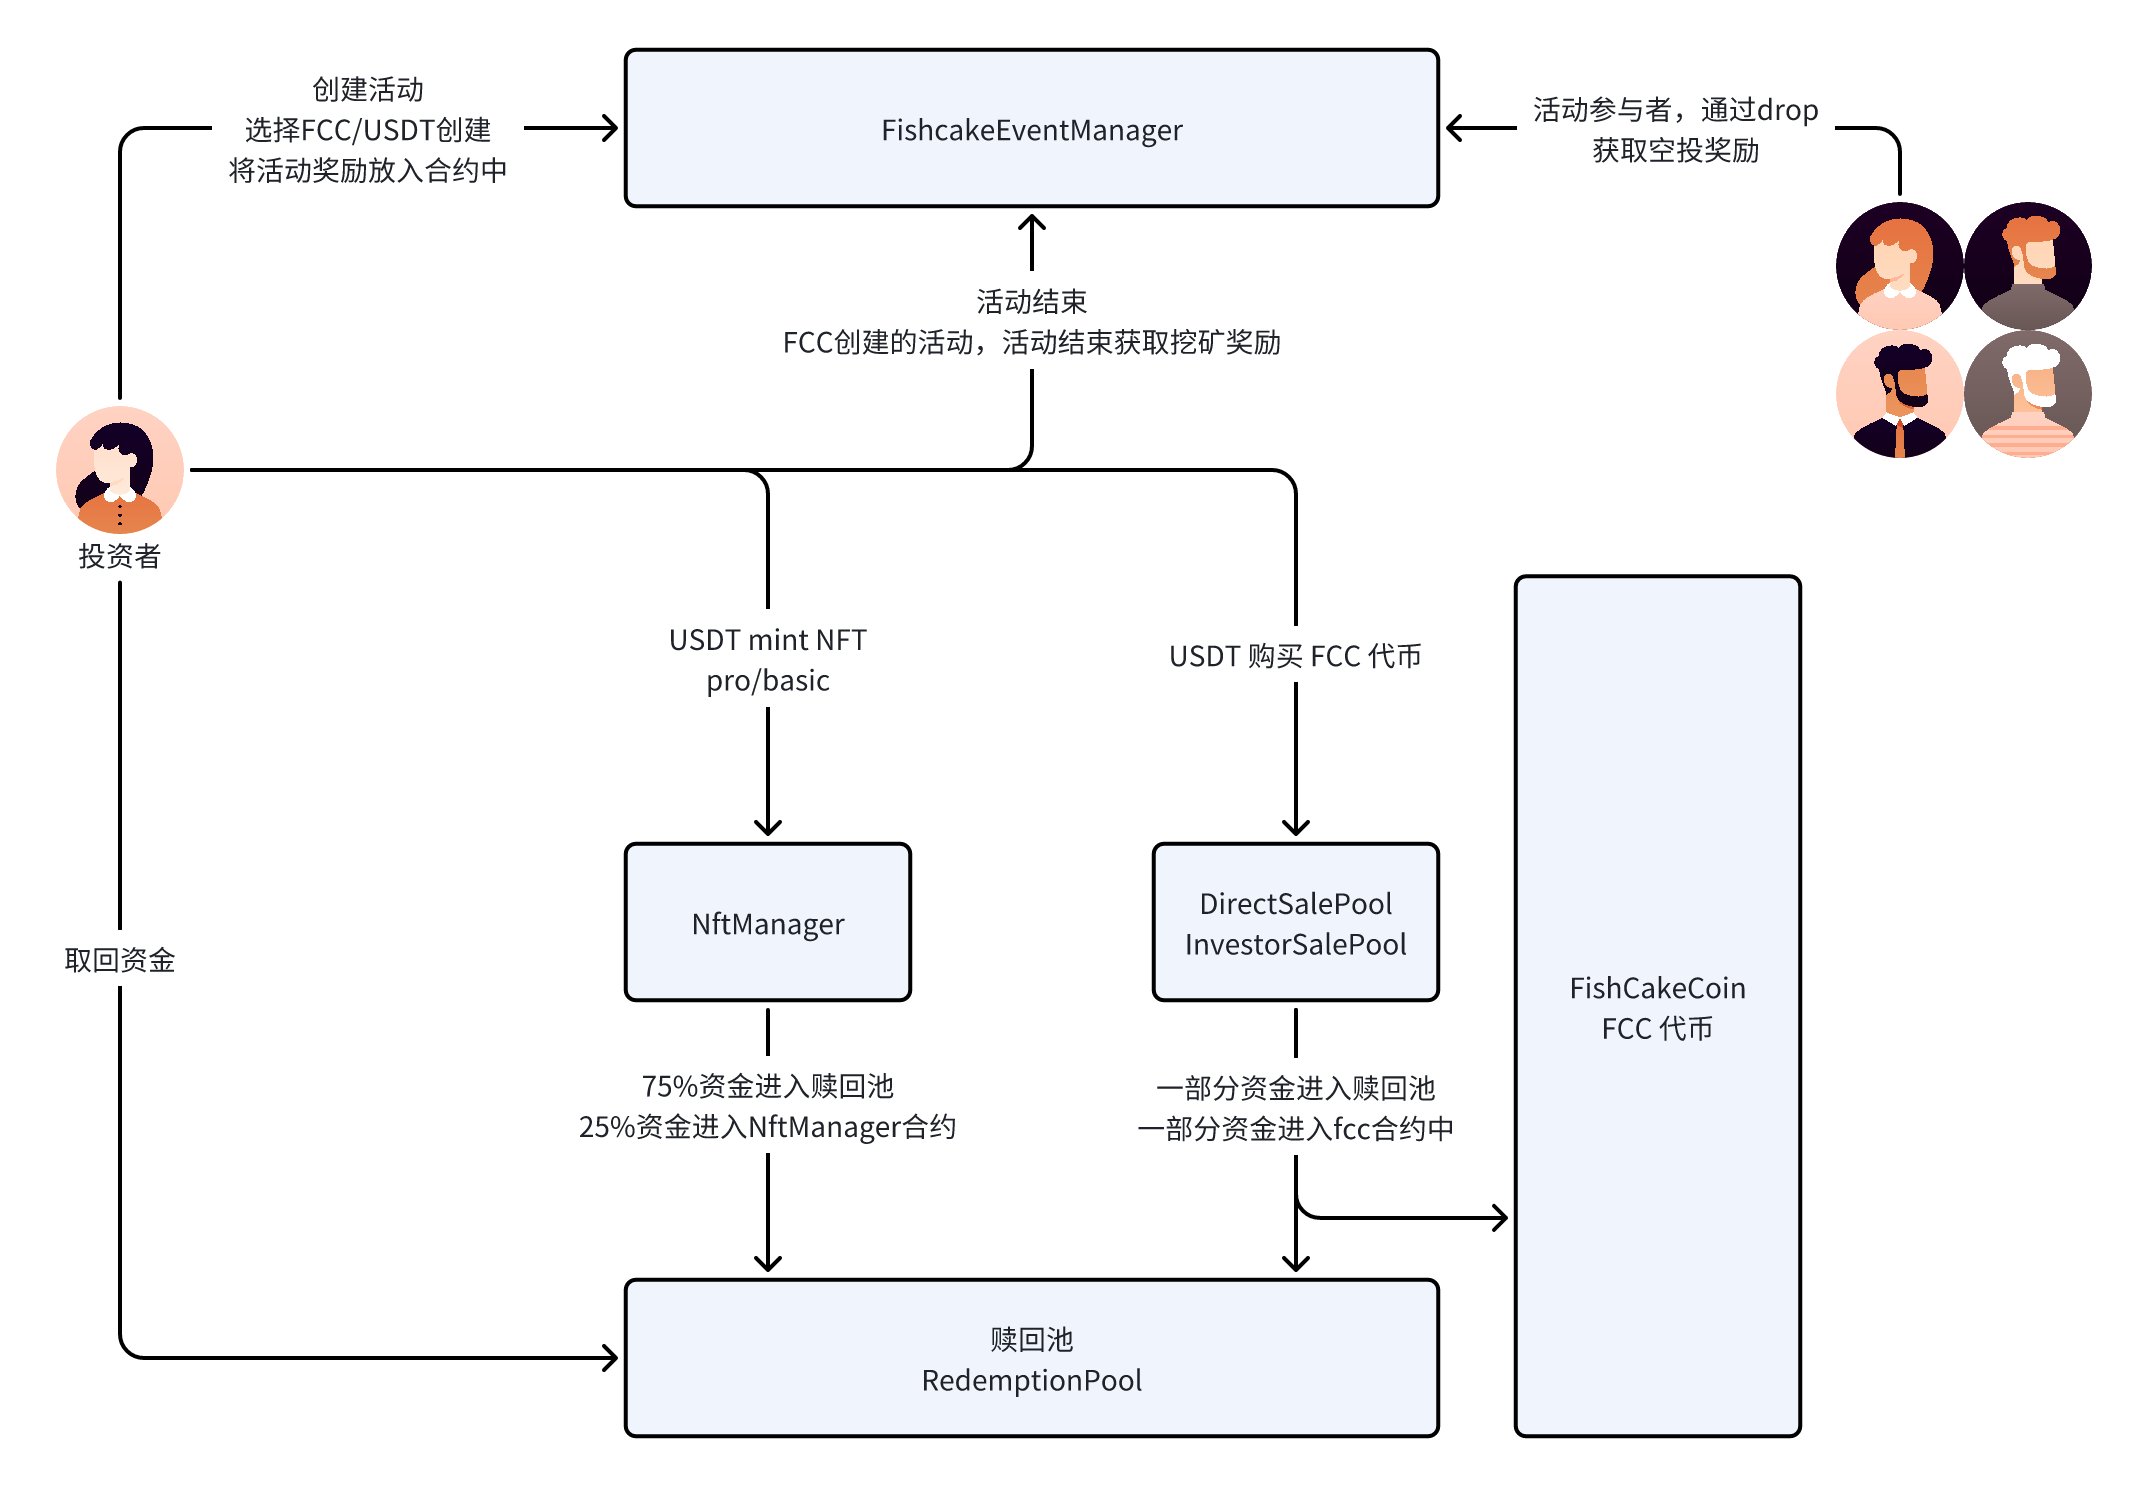 创建活动
选择FCC/USDT创建
将活动奖励放入合约中
FishcakeEventManager
活动参与者，通过drop
获取空投奖励
活动结束
FCC创建的活动，活动结束获取挖矿奖励
投资者
USDT mint NFT
pro/basic
USDT 购买 FCC 代币
取回资金
NftManager
DirectSalePool
InvestorSalePool
FishCakeCoin
FCC 代币
75%资金进入赎回池
25%资金进入NftManager合约
一部分资金进入赎回池
一部分资金进入fcc合约中
赎回池
RedemptionPool